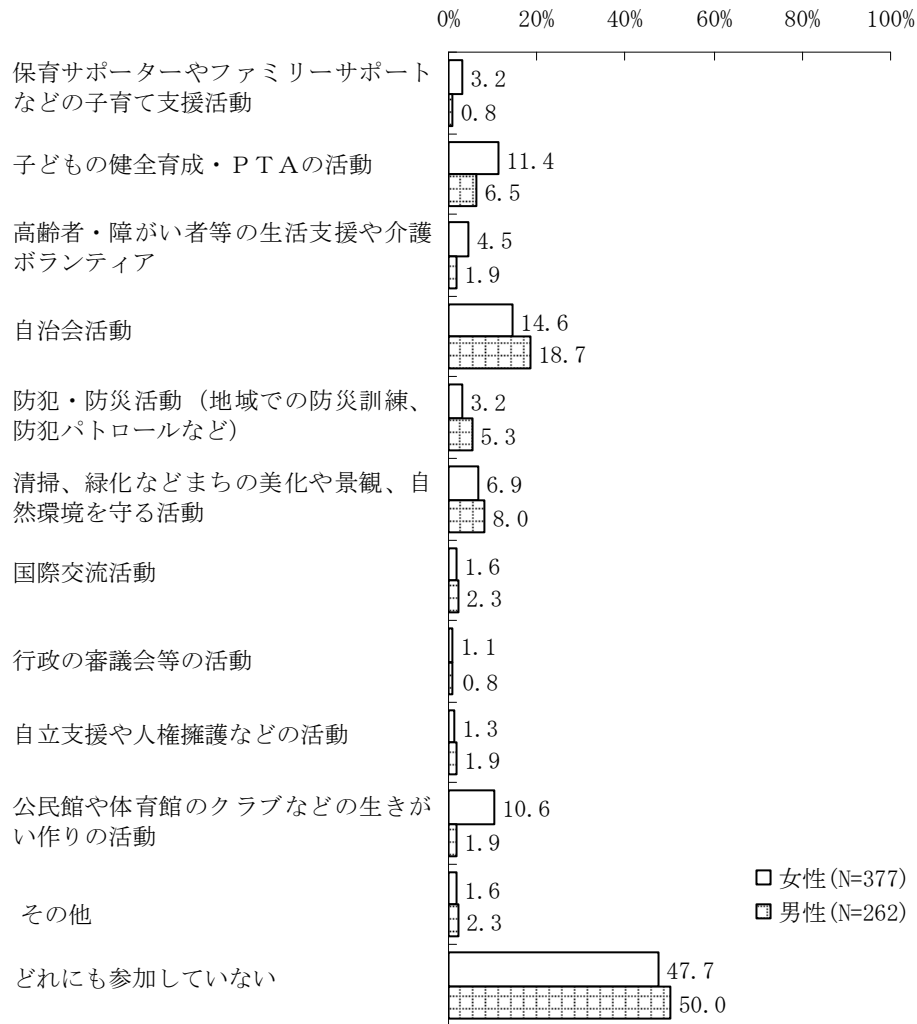 0% 20% 40% 60% 80% 100%
保育サポーターやファミリーサポート
などの子育て支援活動
3.2
0.8
子どもの健全育成・ＰＴＡの活動
11.4
6.5
高齢者・障がい者等の生活支援や介護
ボランティア
4.5
1.9
自治会活動
14.6
18.7
防犯・防災活動（地域での防災訓練、
防犯パトロールなど）
3.2
5.3
清掃、緑化などまちの美化や景観、自
然環境を守る活動
6.9
8.0
国際交流活動
1.6
2.3
行政の審議会等の活動
1.1
0.8
自立支援や人権擁護などの活動
1.3
1.9
公民館や体育館のクラブなどの生きが
い作りの活動
10.6
1.9
その他
1.6
2.3
どれにも参加していない
47.7
50.0
女性(N=377)
男性(N=262)